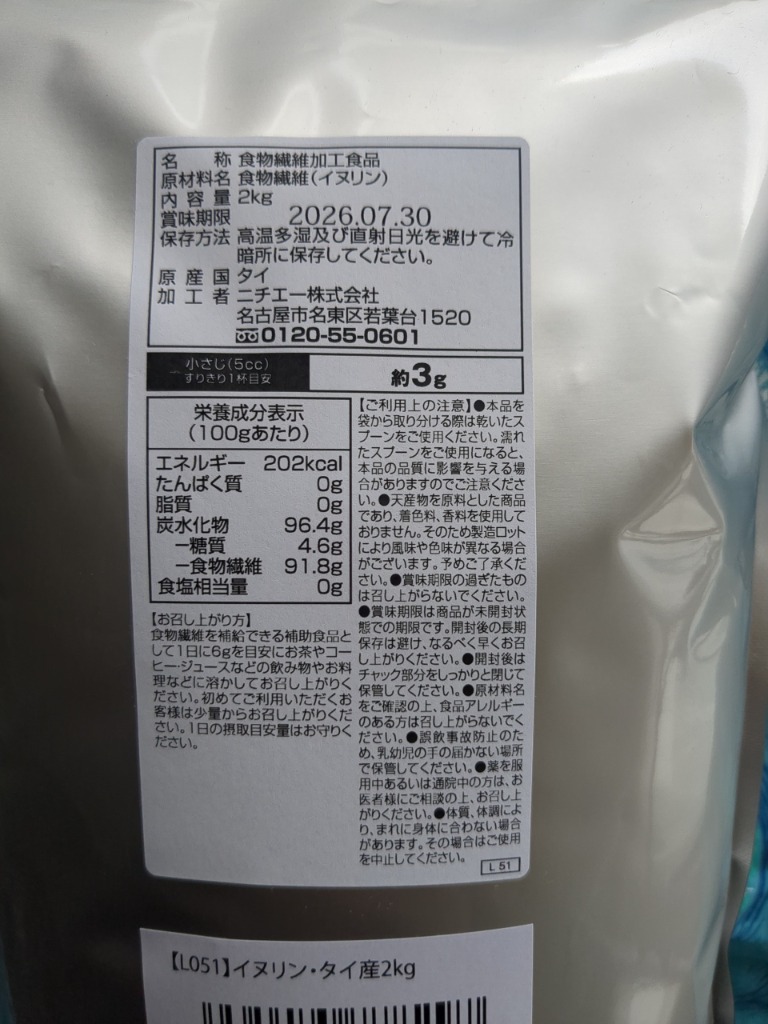 名 称 食物繊維加工食品
原材料名 食物繊維(イヌリン)
内容量 2kg
賞味期限 2026.07.30
保存方法 高温多湿及び直射日光を避けて冷
暗所に保存してください。
原産国 タイ
加工者 ニチエー株式会社
名古屋市名東区若葉台1520
0120-55-0601
小さじ(5cc)
すりきり1杯目安
約3g
栄養成分表示
(100gあたり)
エネルギー 202kcal
たんぱく質 0g
脂質 0g
炭水化物 96.4g
ー糖質 4.6g
ー食物繊維 91.8g
食塩相当量 0g
【お召し上がり方】
食物繊維を補給できる補助食品と
して1日に6gを目安にお茶やコー
ヒー・ジュースなどの飲み物やお料
理などに溶かしてお召し上がりく
ださい。初めてご利用いただくお
客様は少量からお召し上がりくだ
さい。1日の摂取目安量はお守りく
ださい。
【ご利用上の注意】●本品を
袋から取り分ける際は乾いたス
プーンをご使用ください。濡れ
たスプーンをご使用になると、
本品の品質に影響を与える場
合がありますのでご注意くださ
い。●天産物を原料とした商品
であり、着色料、香料を使用して
おりません。そのため製造ロット
により風味や色味が異なる場合
がございます。予めご了承くだ
さい。●賞味期限の過ぎたもの
は召し上がらないでください。
●賞味期限は商品が未開封状
態での期限です。開封後の長期
保存は避け、なるべく早くお召
し上がりください。●開封後は
チャック部分をしっかりと閉じて
保管してください。●原材料名
をご確認の上、食品アレルギー
のある方は召し上がらないでく
ださい。●誤飲事故防止のた
め、乳幼児の手の届かない場所
で保管してください。●薬を服
用中あるいは通院中の方は、お
医者様にご相談の上、お召し上
がりください。●体質、体調によ
り、まれに身体に合わない場合
があります。その場合はご使用
を中止してください。
L 51
【L051】イヌリン・タイ産2kg